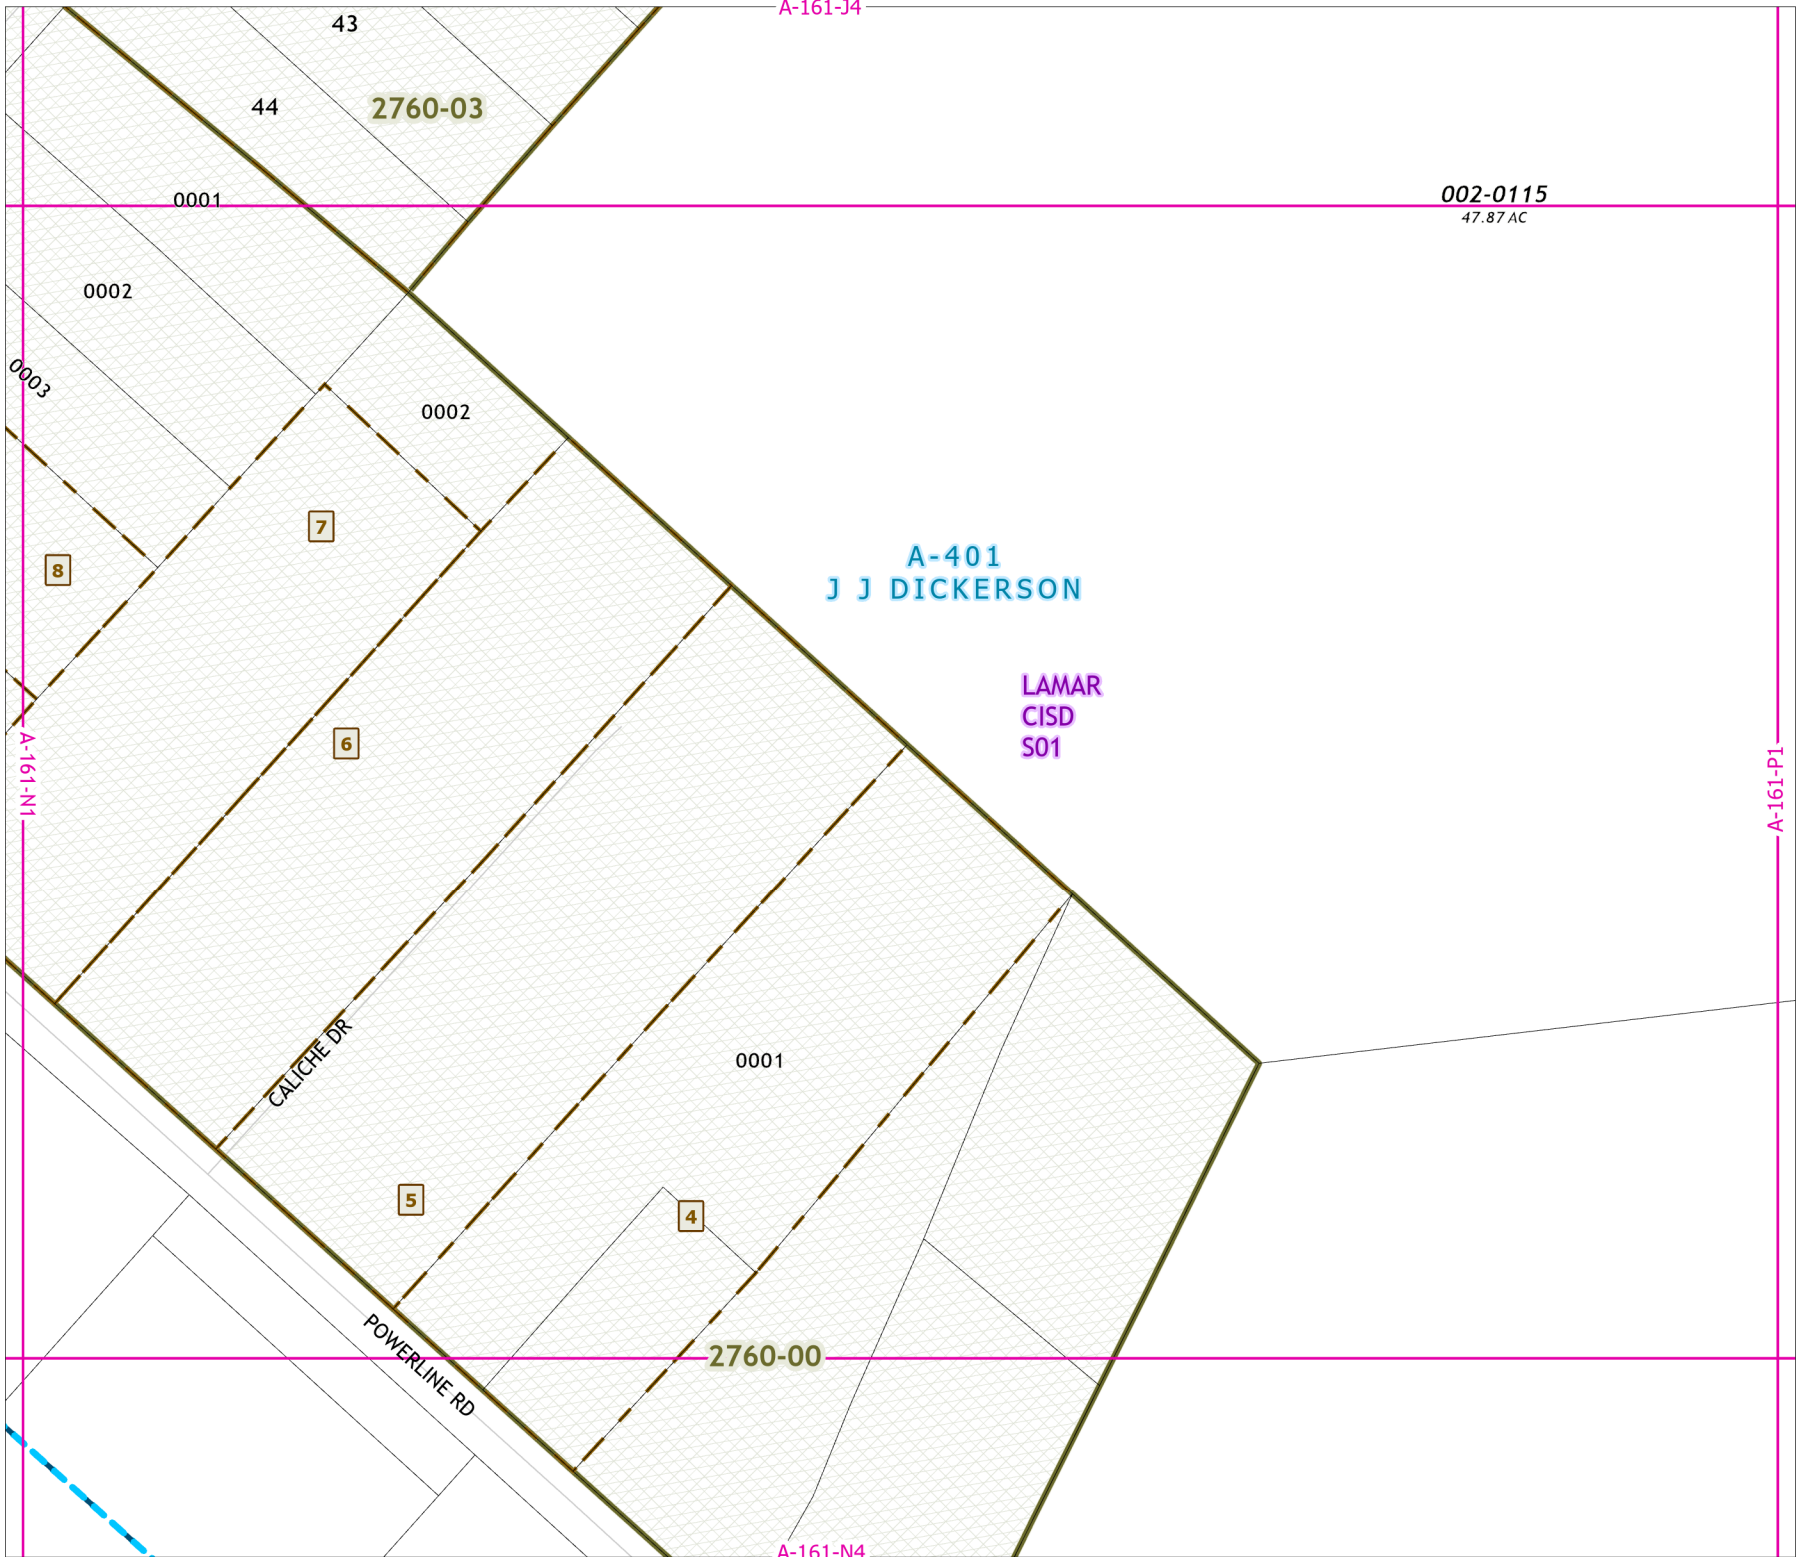 A-161-J4
43
44
2760-03
0001
002-0115
47.87 AC
0002
0003
0002
7
8
A-401
J J DICKERSON
LAMAR
CISD
S01
6
A-161-N1
A-161-P1
CALICHE DR
0001
5
4
POWERLINE RD
2760-00
A-161-N4